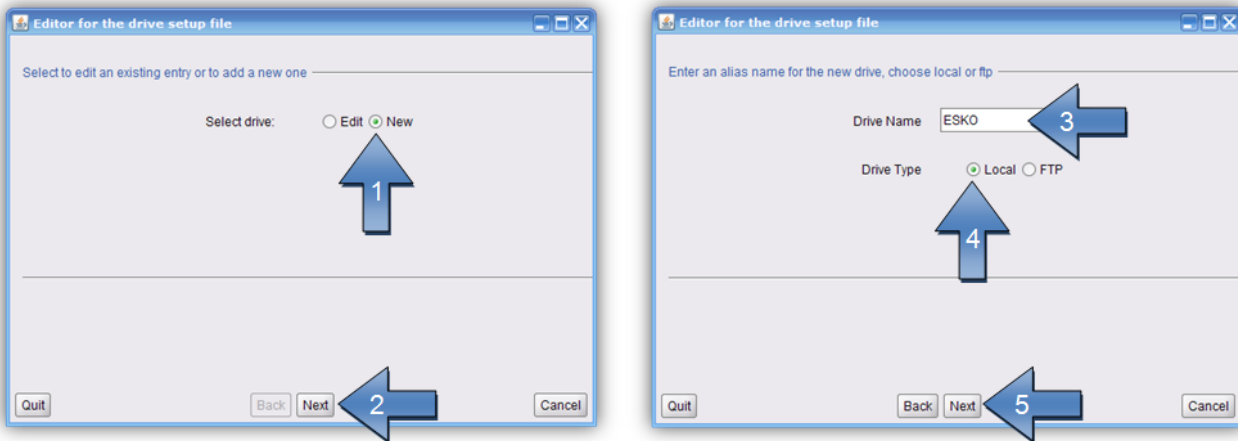 Editor for the drive setup file
Select to edit an existing entry or to add a new one
Select drive: Edit New
1
Quit Back Next 2 Cancel
Editor for the drive setup file
Enter an alias name for the new drive, choose local or ftp
Drive Name ESKO 3
Drive Type Local FTP
4
Quit Back Next 5 Cancel